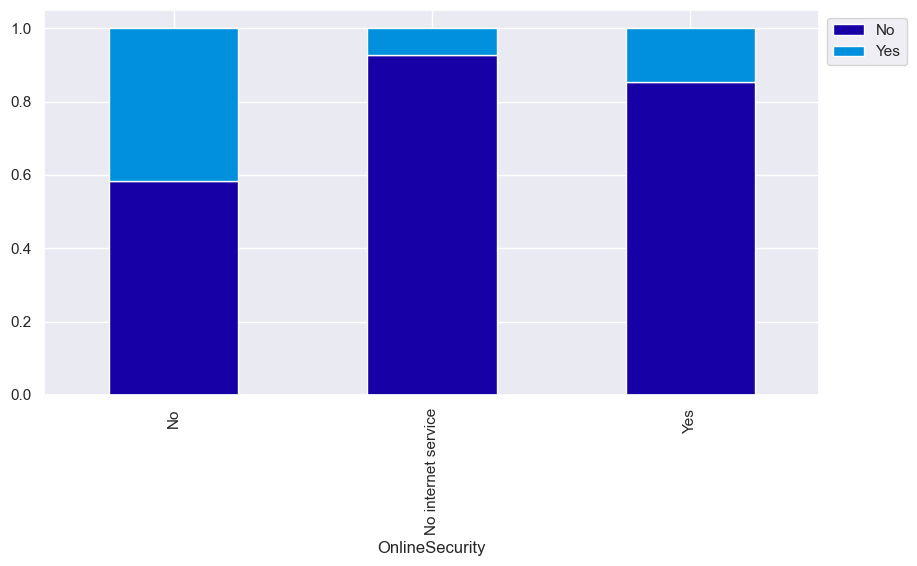 1.0
0.8
0.6
0.4
0.2
0.0
No
No internet service
Yes
OnlineSecurity
No
Yes